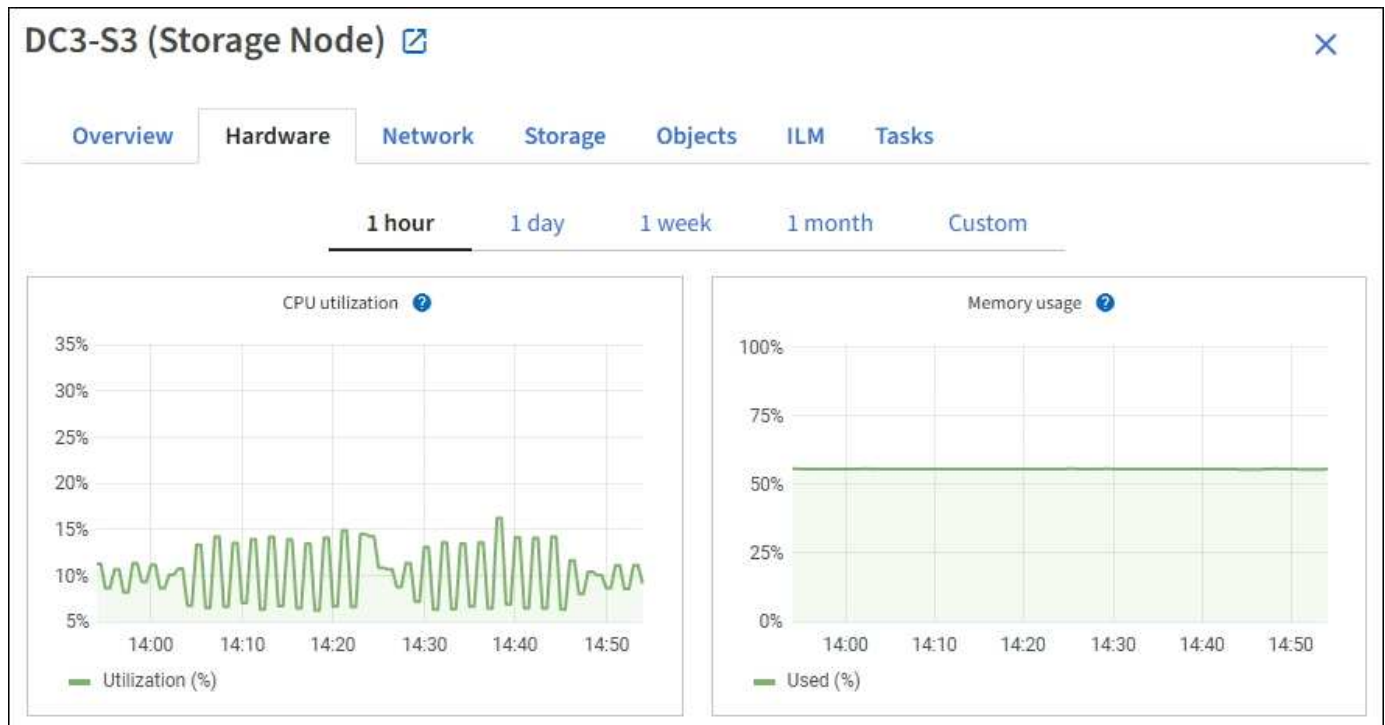 DC3-S3 (Storage Node)
Overview Hardware Network Storage Objects ILM Tasks
1 hour 1 day 1 week 1 month Custom
CPU utilization ?
35%
30%
25%
20%
15%
10%
5%
14:00 14:10 14:20 14:30 14:40 14:50
Utilization (%)
Memory usage ?
100%
75%
50%
25%
0%
14:00 14:10 14:20 14:30 14:40 14:50
Used (%)